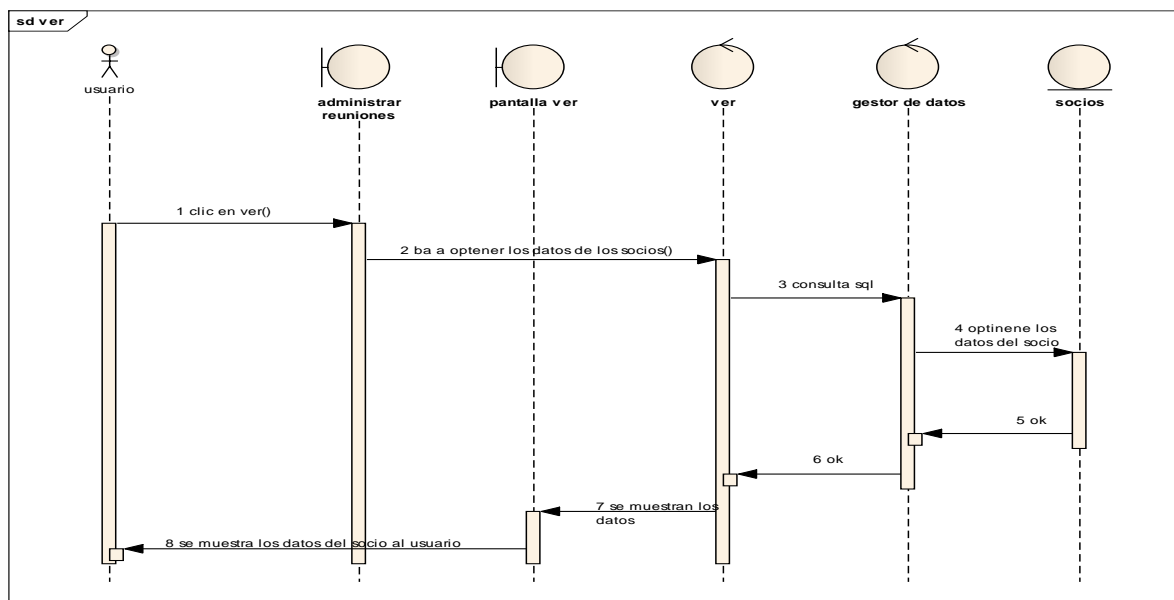 sd ver
usuario
administrar
reuniones
pantalla ver
ver
gestor de datos
socios
1 clic en ver()
2 ba a optener los datos de los socios()
3 consulta sql
4 optinene los
datos del socio
5 ok
6 ok
7 se muestran los
datos
8 se muestra los datos del socio al usuario